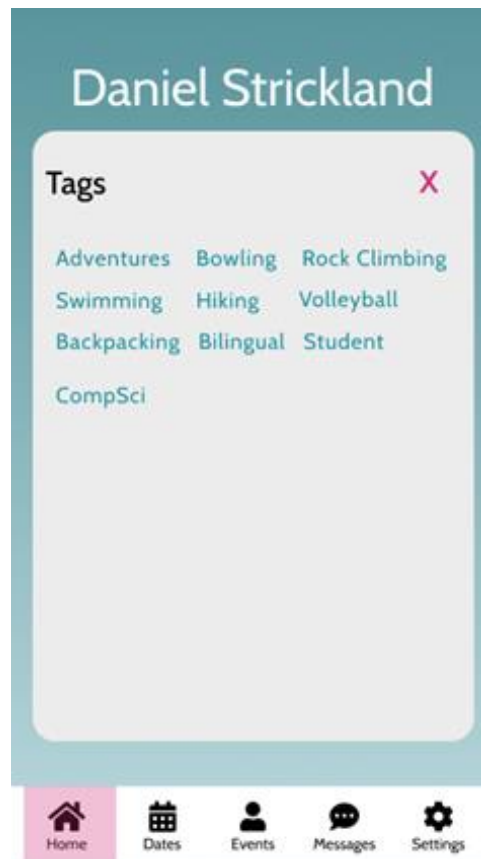 Daniel Strickland
Tags X
Adventures Bowling Rock Climbing
Swimming Hiking Volleyball
Backpacking Bilingual Student
CompSci
Home Dates Events Messages Settings